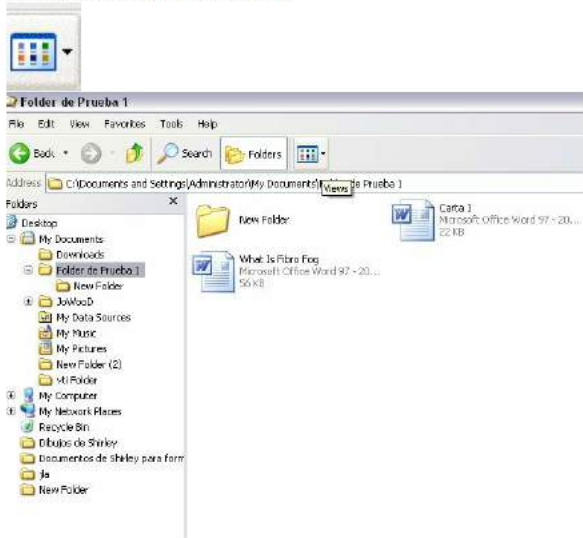 Folder de Prueba 1
File Edit View Favorites Tools Help
Back Search Folders
Address C:\Documents and Settings\Administrator\My Documents\ de Prueba 1
Views
Folders x
Desktop
My Documents
Downloads
Folder de Prueba 1
New Folder
JoWooD
My Data Sources
My Music
My Pictures
New Folder (2)
vti Folder
My Computer
My Network Places
Recycle Bin
Dibujos de Shirley
Documentos de Shirley para form
jla
New Folder
New Folder
Carta 1
Microsoft Office Word 97 - 20...
22 KB
What Is Fibro Fog
Microsoft Office Word 97 - 20...
56 KB